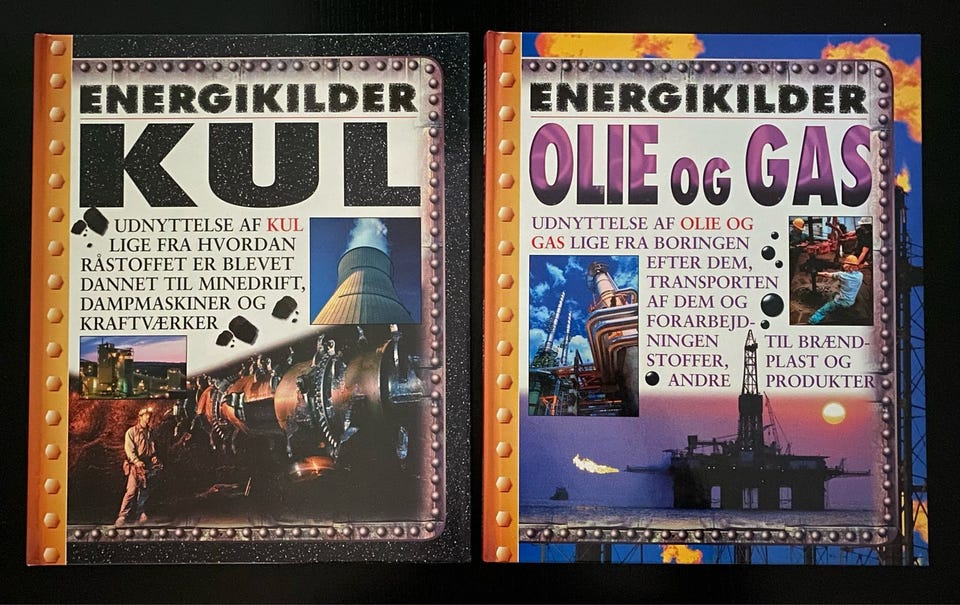 ENERGIKILDER
KUL
UDNYTTELSE AF KUL
LIGE FRA HVORDAN
RÅSTOFFET ER BLEVET
DANNET TIL MINEDRIFT,
DAMPMASKINER OG
KRAFTVÆRKER
ENERGIKILDER
OLIE OG GAS
UDNYTTELSE AF OLIE OG
GAS LIGE FRA BORINGEN
EFTER DEM,
TRANSPORTEN
AF DEM OG
FORARBEJD-
NINGEN TIL BRÆND-
STOFFER, PLAST OG
ANDRE PRODUKTER